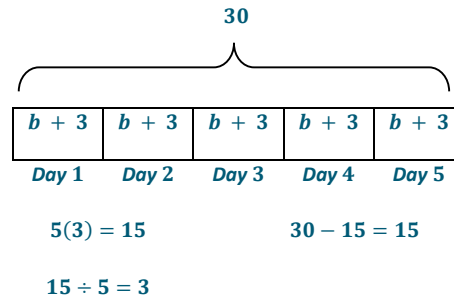 30
b + 3 b + 3 b + 3 b + 3 b + 3
Day 1 Day 2 Day 3 Day 4 Day 5
5(3) = 15 30 − 15 = 15
15 ÷ 5 = 3